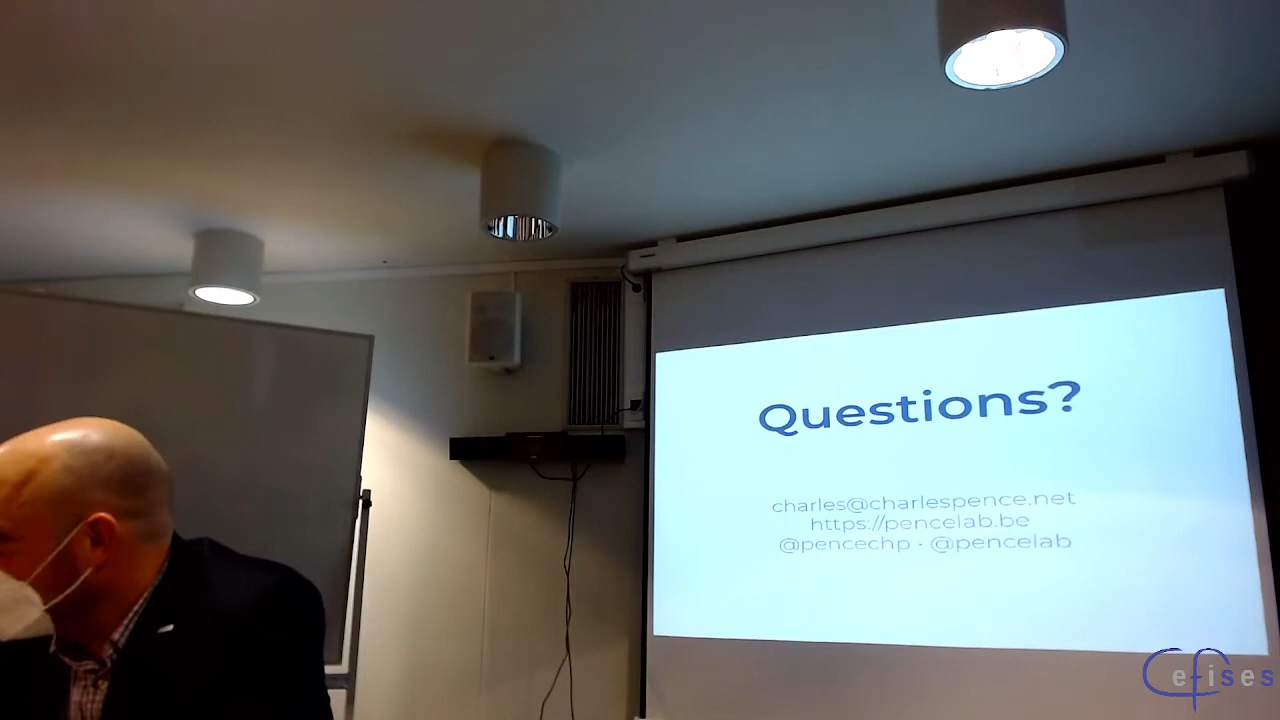 Questions?
charles@charlespence.net
https://pencelab.be
@pencechp · @pencelab
Cefises